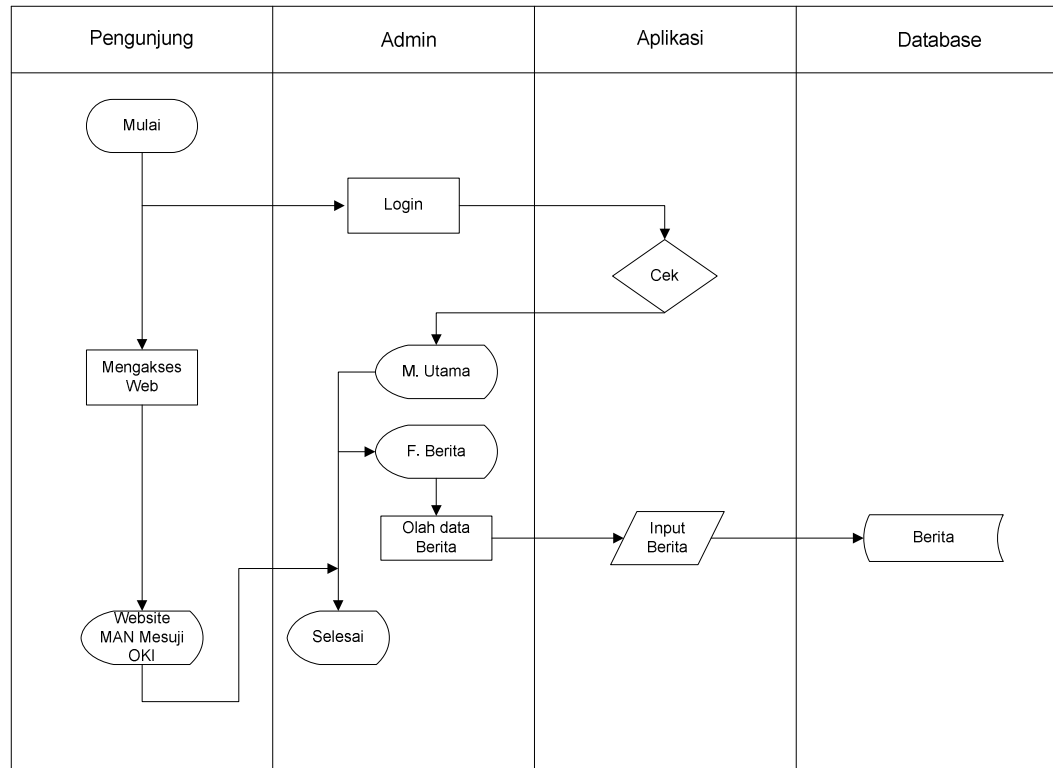 Pengunjung
Admin
Aplikasi
Database
Mulai
Login
Cek
Mengakses
Web
M. Utama
F. Berita
Olah data
Berita
Input
Berita
Berita
Website
MAN Mesuji
OKI
Selesai